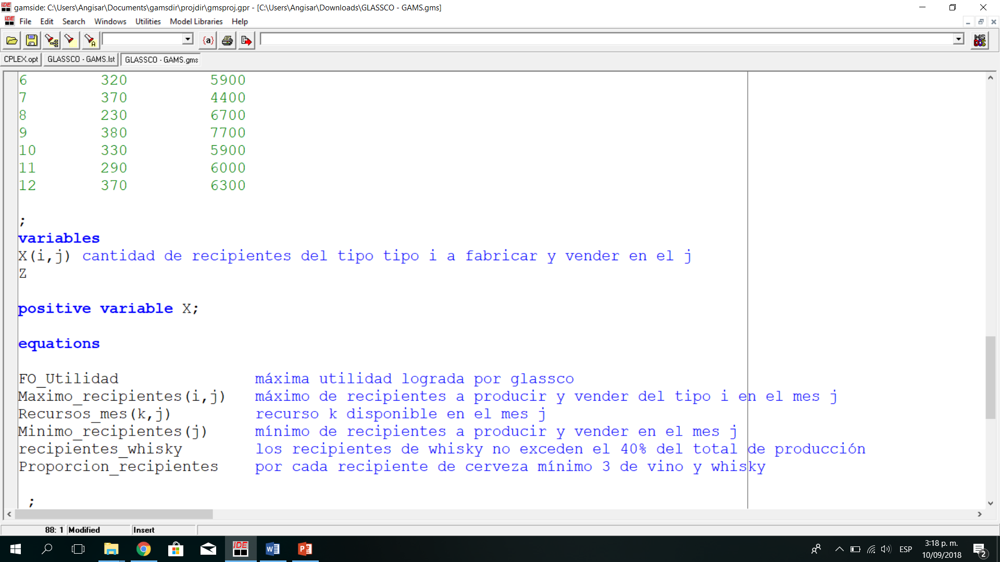 IDE gamside: C:\Users\Angisar\Documents\gamsdir\projdir\gmsproj.gpr - [C:\Users\Angisar\Downloads\GLASSCO - GAMS.gms]
IDE File Edit Search Windows Utilities Model Libraries Help
{a} MS DOS
CPLEX.opt GLASSCO - GAMS.lst GLASSCO - GAMS.gms
6 320 5900
7 370 4400
8 230 6700
9 380 7700
10 330 5900
11 290 6000
12 370 6300
;
variables
X(i,j) cantidad de recipientes del tipo tipo i a fabricar y vender en el j
Z
positive variable X;
equations
FO_Utilidad máxima utilidad lograda por glassco
Maximo_recipientes(i,j) máximo de recipientes a producir y vender del tipo i en el mes j
Recursos_mes(k,j) recurso k disponible en el mes j
Minimo_recipientes(j) mínimo de recipientes a producir y vender en el mes j
recipientes_whisky los recipientes de whisky no exceden el 40% del total de producción
Proporcion_recipientes por cada recipiente de cerveza mínimo 3 de vino y whisky
;
88: 1 Modified Insert
IDE ESP 3:18 p. m.
10/09/2018 2